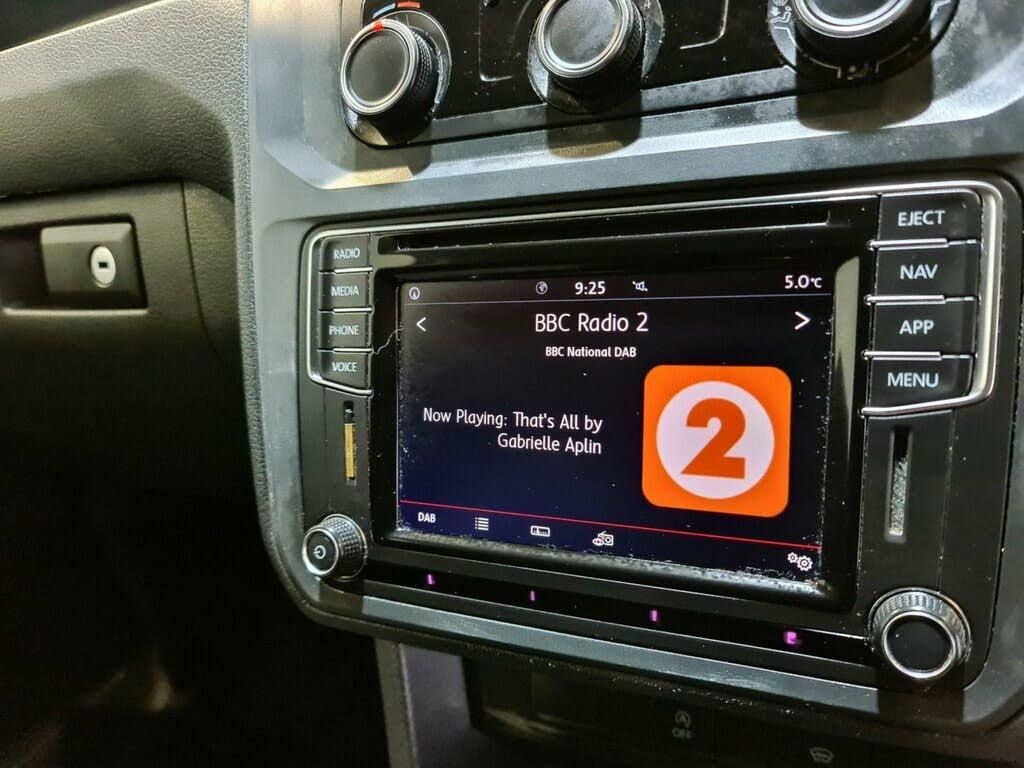 EJECT
RADIO
NAV
MEDIA
APP
PHONE
MENU
VOICE
9:25
5.0°C
< BBC Radio 2 >
BBC National DAB
Now Playing: That's All by
Gabrielle Aplin
2
DAB
OFF